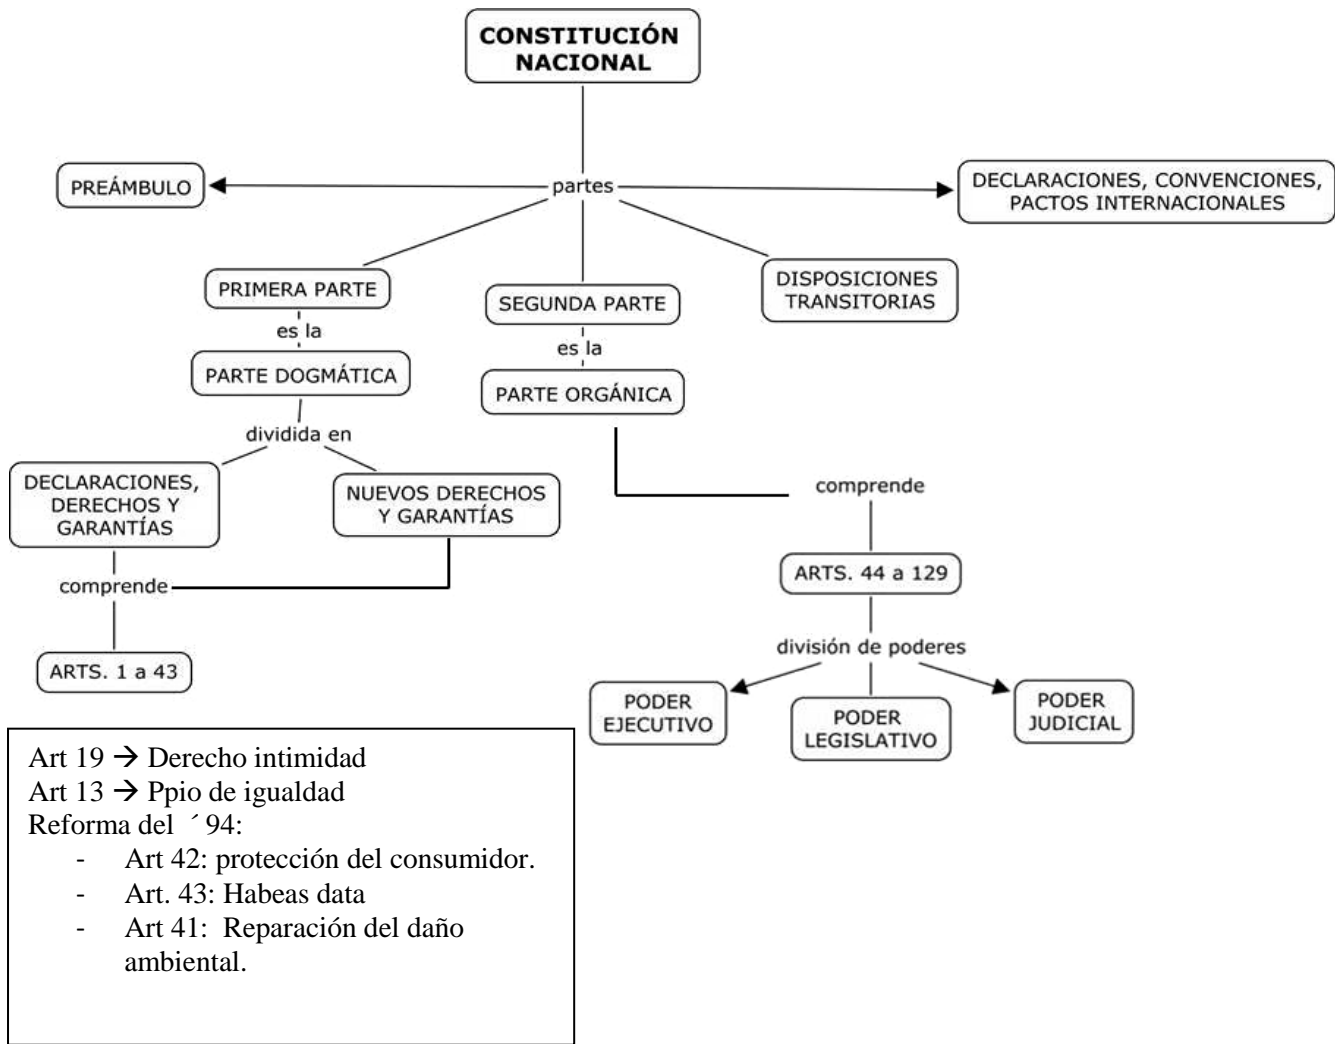 CONSTITUCIÓN
NACIONAL
PREÁMBULO
partes
DECLARACIONES, CONVENCIONES,
PACTOS INTERNACIONALES
PRIMERA PARTE
SEGUNDA PARTE
DISPOSICIONES
TRANSITORIAS
es la
es la
PARTE DOGMÁTICA
PARTE ORGÁNICA
dividida en
DECLARACIONES,
DERECHOS Y
GARANTÍAS
NUEVOS DERECHOS
Y GARANTÍAS
comprende
comprende
ARTS. 1 a 43
ARTS. 44 a 129
división de poderes
PODER
EJECUTIVO
PODER
LEGISLATIVO
PODER
JUDICIAL
Art 19 → Derecho intimidad
Art 13 → Ppio de igualdad
Reforma del ´94:
- Art 42: protección del consumidor.
- Art. 43: Habeas data
- Art 41: Reparación del daño
ambiental.